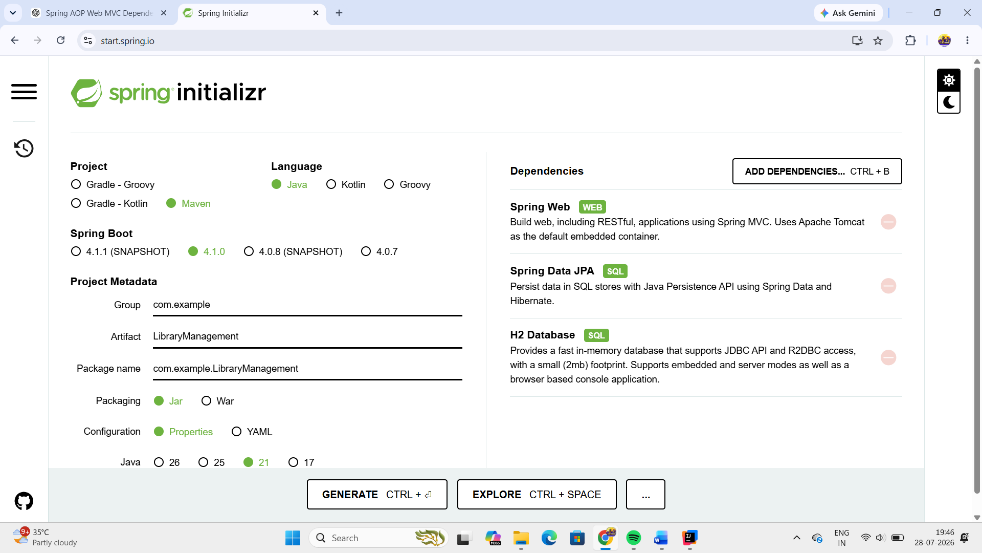 Spring AOP Web MVC Depend
Spring Initializr
Ask Gemini
start.spring.io
spring initializr
Project
Gradle - Groovy
Gradle - Kotlin
Maven
Language
Java
Kotlin
Groovy
Spring Boot
4.1.1 (SNAPSHOT)
4.1.0
4.0.8 (SNAPSHOT)
4.0.7
Project Metadata
Group com.example
Artifact LibraryManagement
Package name com.example.LibraryManagement
Packaging Jar War
Configuration Properties YAML
Java 26 25 21 17
Dependencies
ADD DEPENDENCIES... CTRL + B
Spring Web WEB
Build web, including RESTful, applications using Spring MVC. Uses Apache Tomcat
as the default embedded container.
Spring Data JPA SQL
Persist data in SQL stores with Java Persistence API using Spring Data and
Hibernate.
H2 Database SQL
Provides a fast in-memory database that supports JDBC API and R2DBC access,
with a small (2mb) footprint. Supports embedded and server modes as well as a
browser based console application.
GENERATE CTRL + ⏎
EXPLORE CTRL + SPACE
...
9+
35°C
Partly cloudy
Search
ENG
IN
19:46
28-07-2026